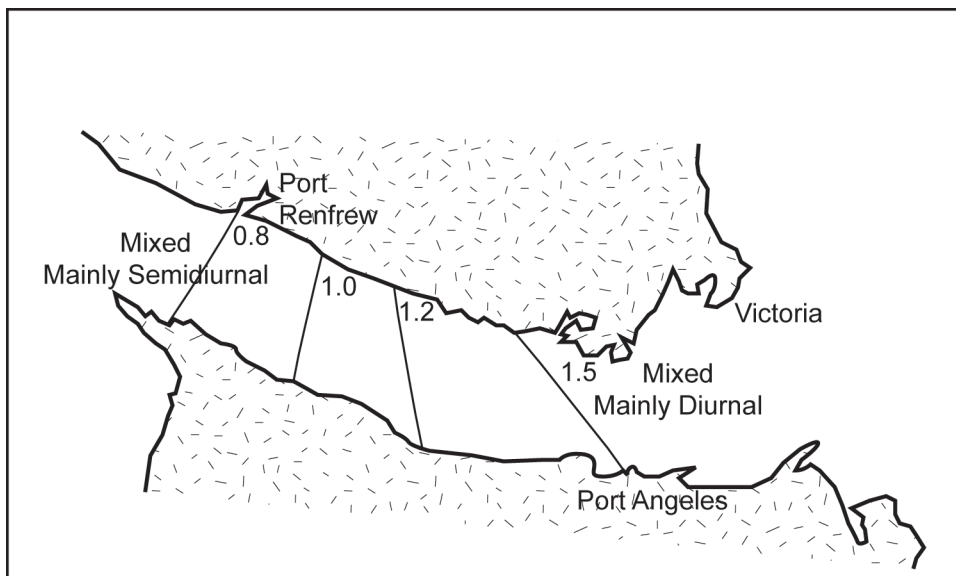 Port
Renfrew
0.8
Mixed
Mainly Semidiurnal
1.0
1.2
Victoria
1.5
Mixed
Mainly Diurnal
Port Angeles